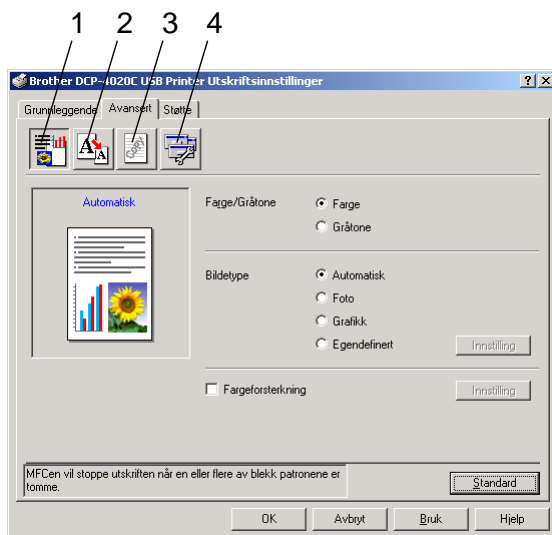 1 2 3 4
Brother DCP-4020C USB Printer Utskriftsinnstillinger
Grunnleggende Avansert Støtte
A A COPY
Automatisk
Farge/Gråtone Farge
Gråtone
Bildetype Automatisk
Foto
Grafikk
Egendefinert Innstilling
Fargeforsterkning Innstilling
MFCen vil stoppe utskriften når en eller flere av blekk patronene er
tomme.
Standard
OK Avbryt Bruk Hjelp